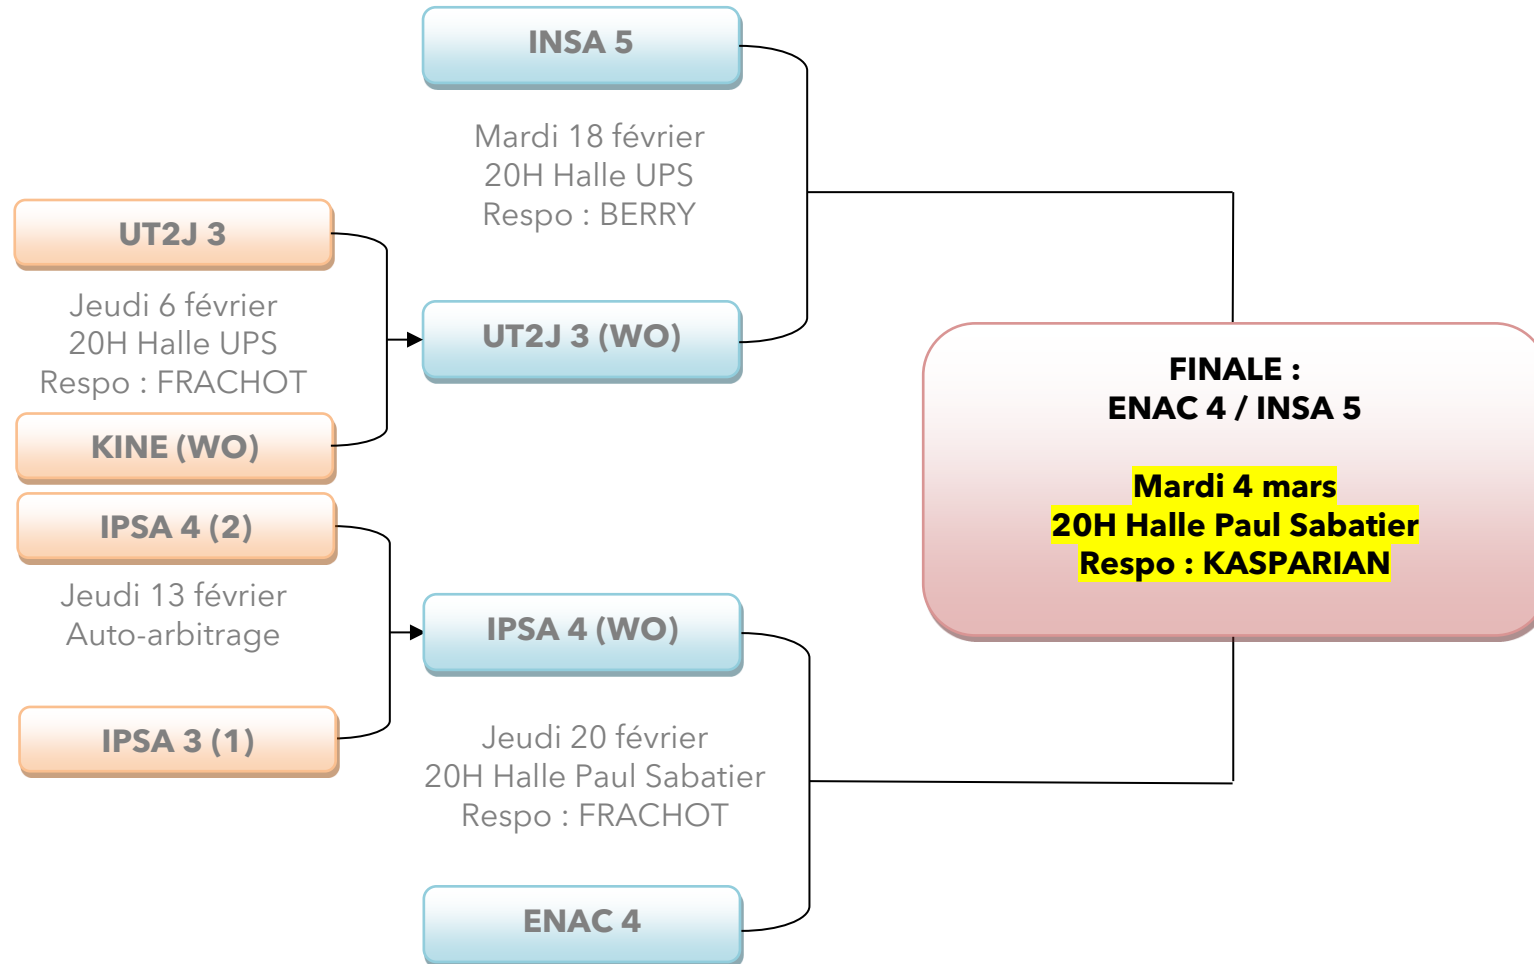 UT2J 3
Jeudi 6 février
20H Halle UPS
Respo : FRACHOT
KINE (WO)
IPSA 4 (2)
Jeudi 13 février
Auto-arbitrage
IPSA 3 (1)
INSA 5
Mardi 18 février
20H Halle UPS
Respo : BERRY
UT2J 3 (WO)
IPSA 4 (WO)
Jeudi 20 février
20H Halle Paul Sabatier
Respo : FRACHOT
ENAC 4
FINALE :
ENAC 4 / INSA 5
Mardi 4 mars
20H Halle Paul Sabatier
Respo : KASPARIAN